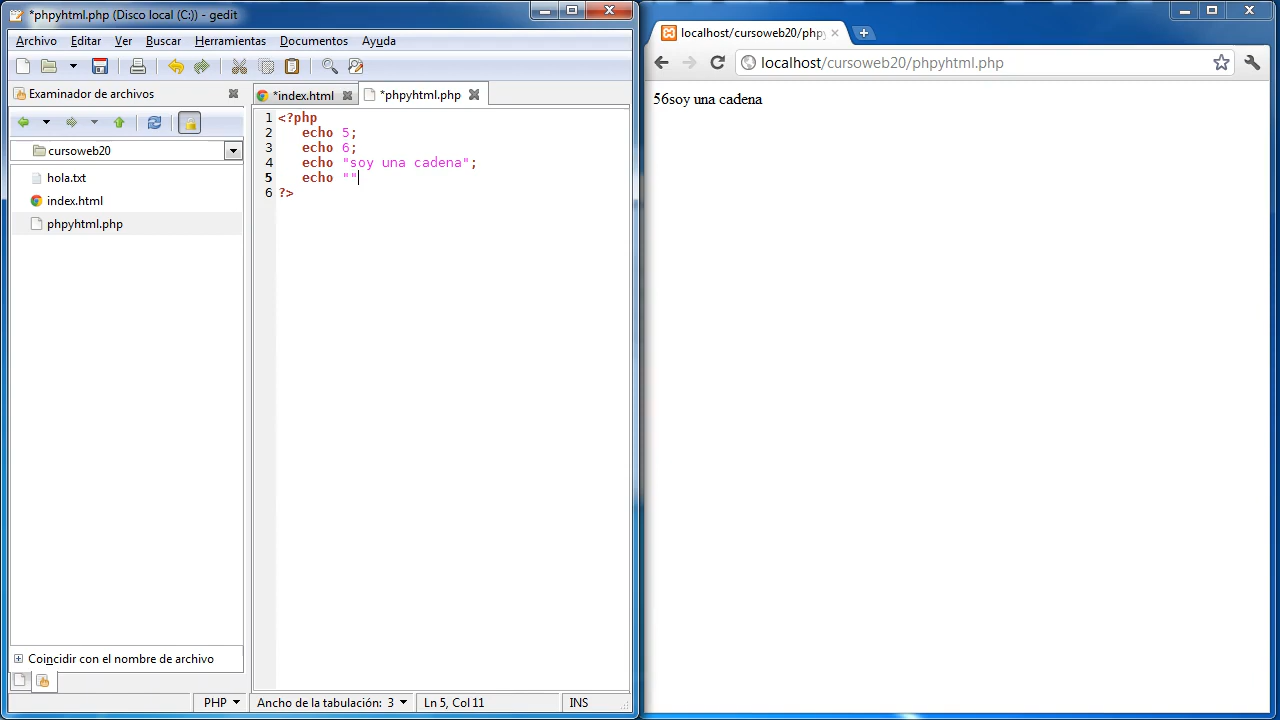 *phpyhtml.php (Disco local (C:)) - gedit
Archivo Editar Ver Buscar Herramientas Documentos Ayuda
Examinador de archivos
cursoweb20
hola.txt
index.html
phpyhtml.php
Coincidir con el nombre de archivo
*index.html
*phpyhtml.php
1 <?php
2 echo 5;
3 echo 6;
4 echo "soy una cadena";
5 echo ""
6 ?>
PHP Ancho de la tabulación: 3 Ln 5, Col 11 INS
localhost/cursoweb20/phpy
localhost/cursoweb20/phpyhtml.php
56soy una cadena